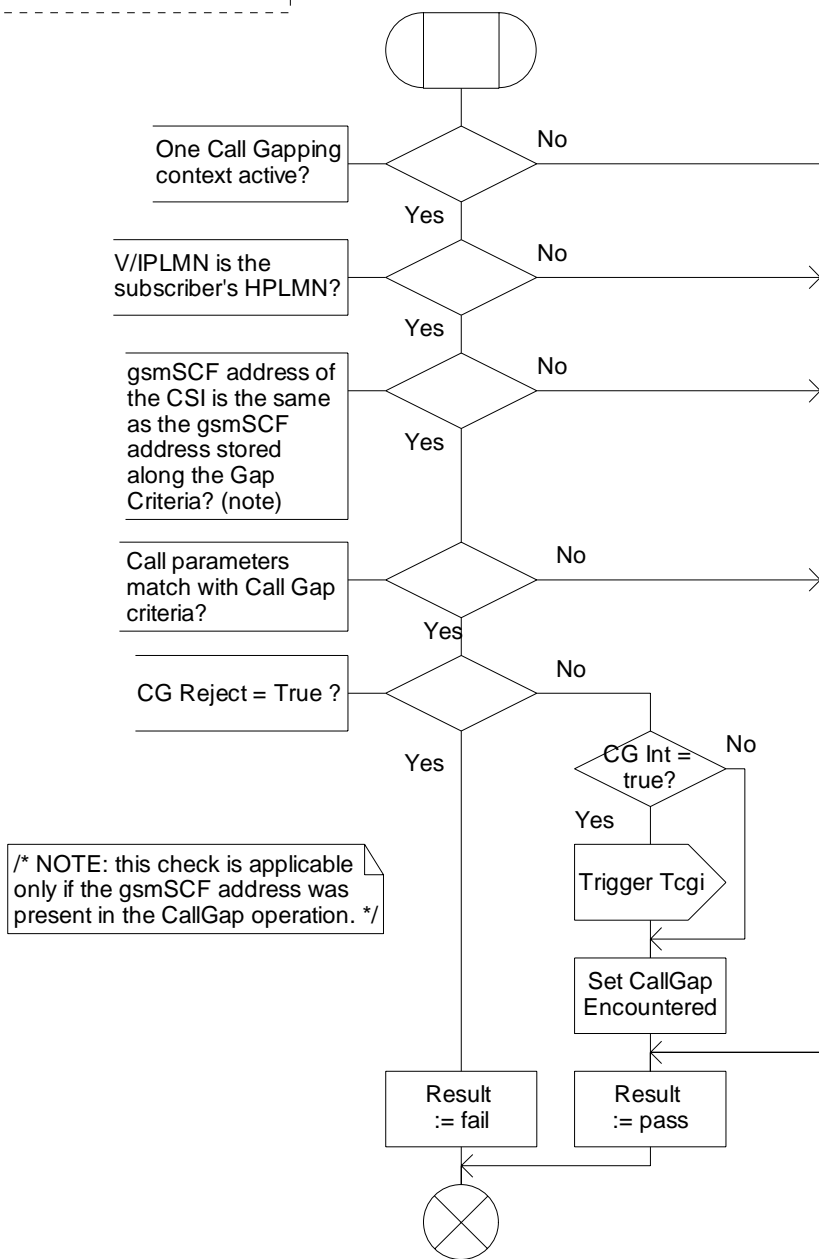 One Call Gapping
context active?
No
Yes
V/IPLMN is the
subscriber's HPLMN?
No
Yes
gsmSCF address of
the CSI is the same
as the gsmSCF
address stored
along the Gap
Criteria? (note)
No
Yes
Call parameters
match with Call Gap
criteria?
No
Yes
CG Reject = True ?
No
Yes
CG Int =
true?
No
Yes
Trigger Tcgi
/* NOTE: this check is applicable
only if the gsmSCF address was
present in the CallGap operation. */
Set CallGap
Encountered
Result
:= fail
Result
:= pass